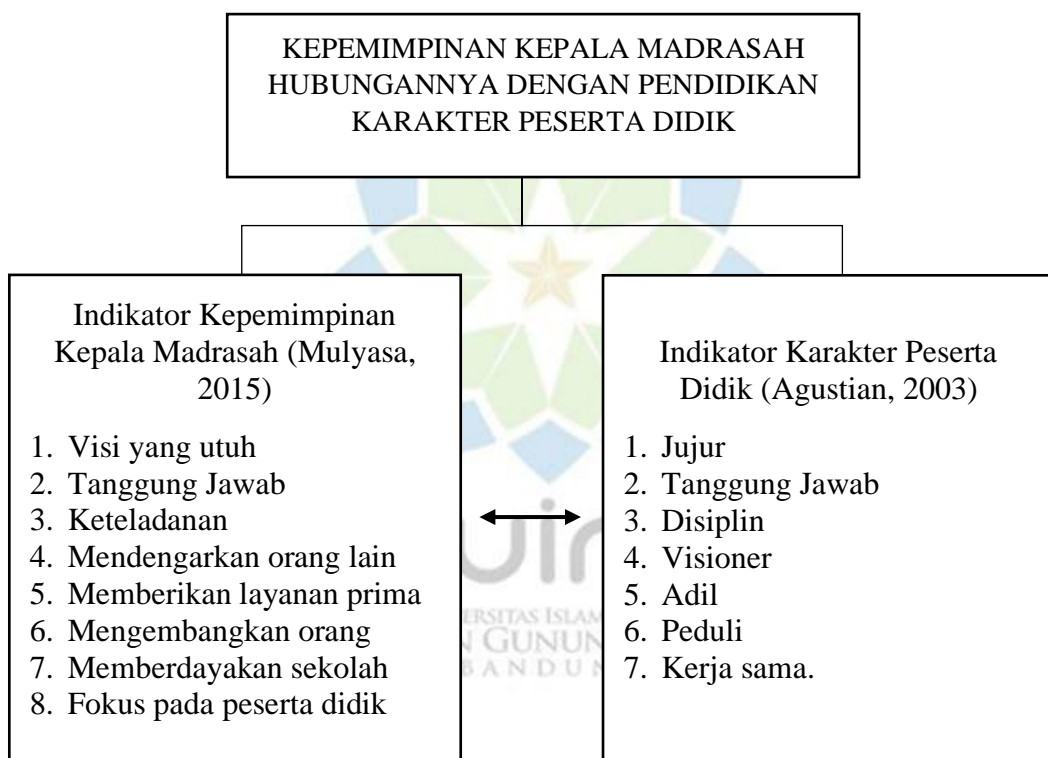 KEPEMIMPINAN KEPALA MADRASAH
HUBUNGANNYA DENGAN PENDIDIKAN
KARAKTER PESERTA DIDIK
Indikator Kepemimpinan
Kepala Madrasah (Mulyasa,
2015)
1. Visi yang utuh
2. Tanggung Jawab
3. Keteladanan
4. Mendengarkan orang lain
5. Memberikan layanan prima
6. Mengembangkan orang
7. Memberdayakan sekolah
8. Fokus pada peserta didik
Indikator Karakter Peserta
Didik (Agustian, 2003)
1. Jujur
2. Tanggung Jawab
3. Disiplin
4. Visioner
5. Adil
6. Peduli
7. Kerja sama.